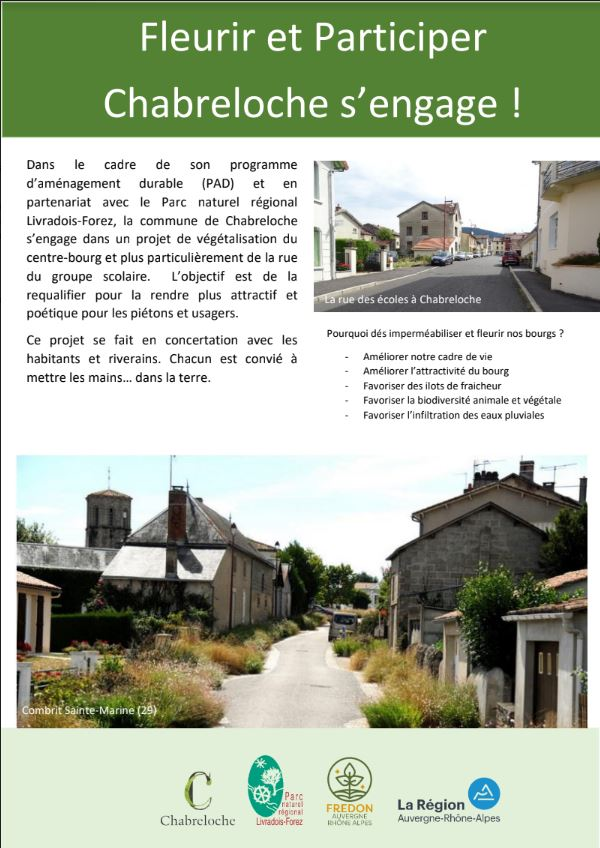 Fleurir et Participer
Chabreloche s’engage !
Dans le cadre de son programme
d’aménagement durable (PAD) et en
partenariat avec le Parc naturel régional
Livradois-Forez, la commune de Chabreloche
s’engage dans un projet de végétalisation du
centre-bourg et plus particulièrement de la rue
du groupe scolaire. L’objectif est de la
requalifier pour la rendre plus attractif et
poétique pour les piétons et usagers.
Ce projet se fait en concertation avec les
habitants et riverains. Chacun est convié à
mettre les mains… dans la terre.
La rue des écoles à Chabreloche
Pourquoi dés imperméabiliser et fleurir nos bourgs ?
- Améliorer notre cadre de vie
- Améliorer l’attractivité du bourg
- Favoriser des ilots de fraicheur
- Favoriser la biodiversité animale et végétale
- Favoriser l’infiltration des eaux pluviales
Combrit Sainte-Marine (29)
C
Chabreloche
Parc
naturel
régional
Livradois-Forez
FREDON
AUVERGNE
RHÔNE ALPES
La Région
Auvergne-Rhône-Alpes